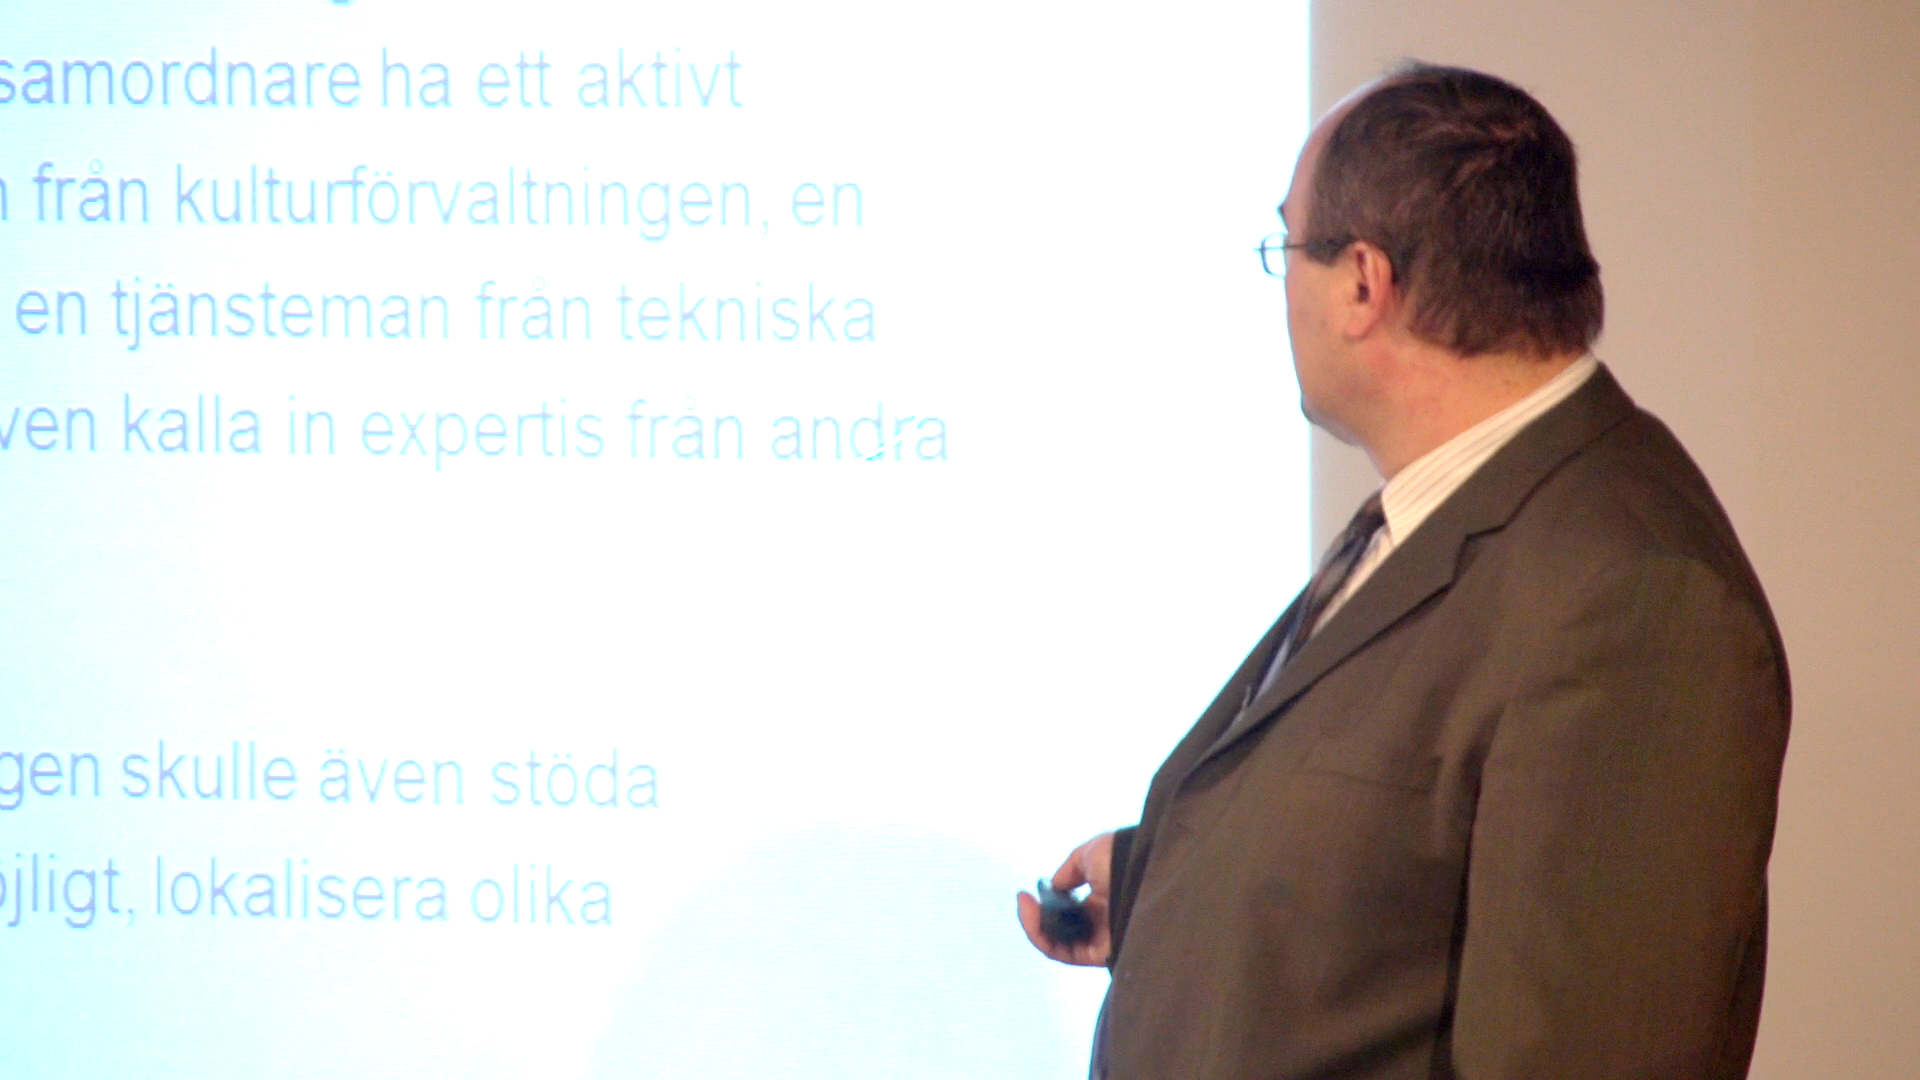 samordnare ha ett aktivt
från kulturförvaltningen, en
en tjänsteman från tekniska
ven kalla in expertis från andra
gen skulle även stöda
öjligt, lokalisera olika